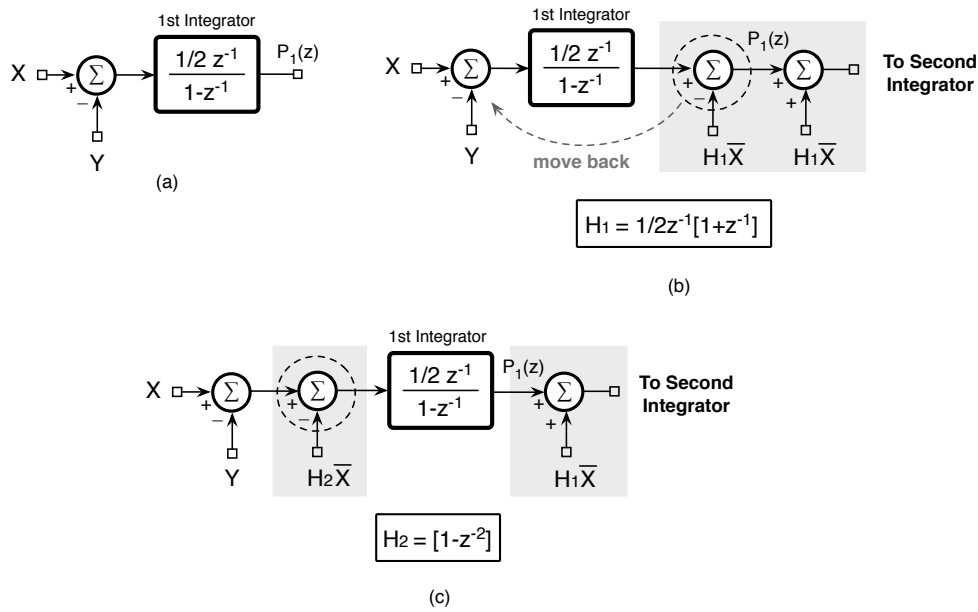 1st Integrator
X
+
−
Σ
1/2 z⁻¹
1-z⁻¹
P₁(z)
Y
(a)
1st Integrator
X
+
−
Σ
1/2 z⁻¹
1-z⁻¹
P₁(z)
+
−
Σ
+
+
Σ
To Second
Integrator
Y
move back
H₁X̅
H₁X̅
H₁ = 1/2z⁻¹[1+z⁻¹]
(b)
1st Integrator
X
+
−
Σ
+
−
Σ
1/2 z⁻¹
1-z⁻¹
P₁(z)
+
+
Σ
To Second
Integrator
Y
H₂X̅
H₁X̅
H₂ = [1-z⁻²]
(c)